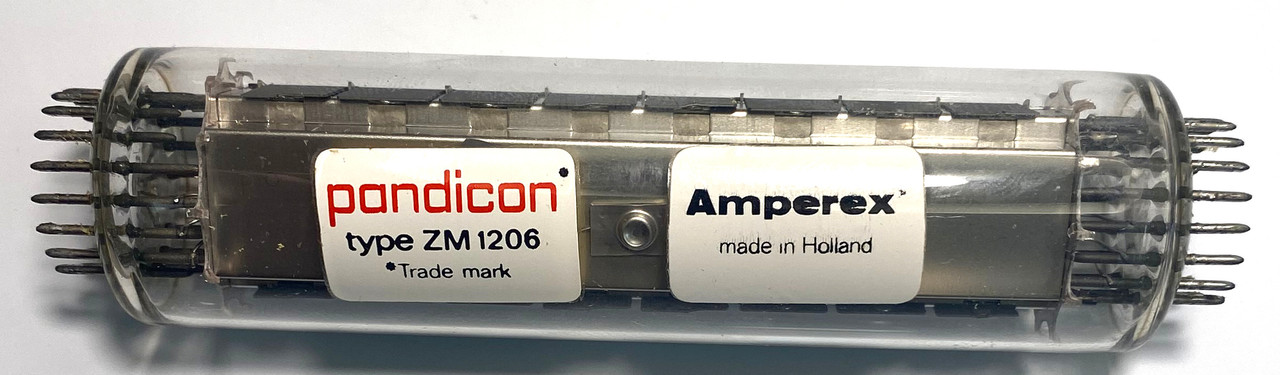 pandicon*
type ZM 1206
*Trade mark
Amperex
made in Holland